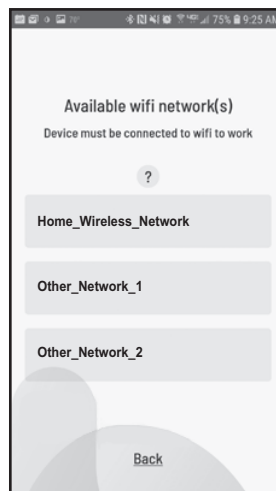 78° 75% 9:25 AM
Available wifi network(s)
Device must be connected to wifi to work
?
Home_Wireless_Network
Other_Network_1
Other_Network_2
Back